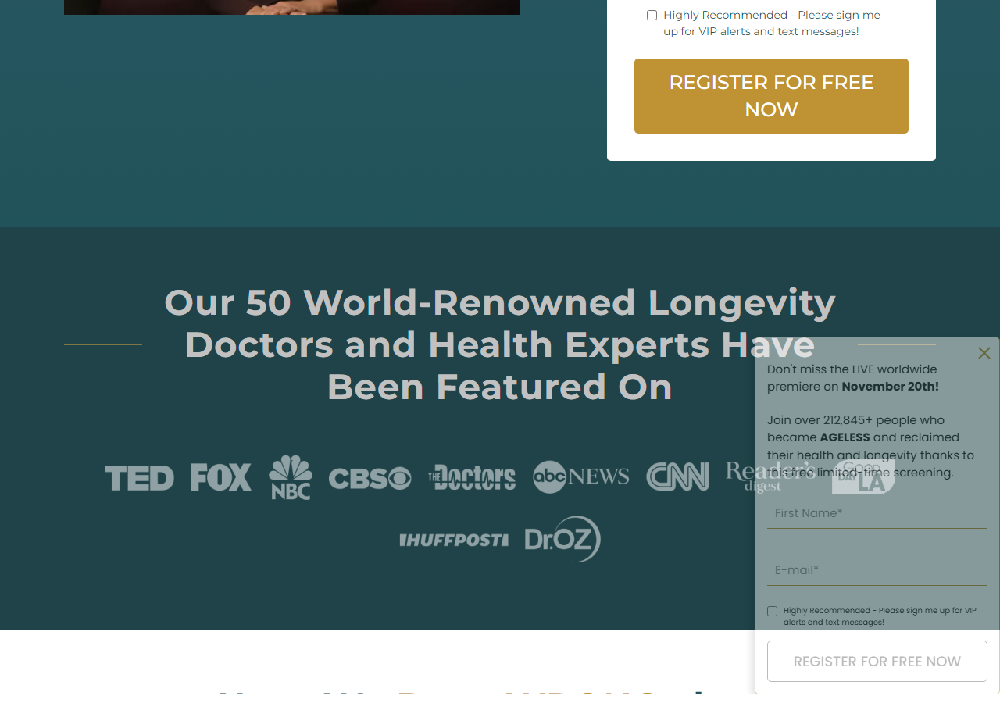 Highly Recommended - Please sign me
up for VIP alerts and text messages!
REGISTER FOR FREE
NOW
Our 50 World-Renowned Longevity
Doctors and Health Experts Have
Been Featured On
TED FOX NBC CBS THE Doctors abc NEWS CNN Reader's digest GOOD DAY LA
HUFFPOST Dr.OZ
Don't miss the LIVE worldwide
premiere on November 20th!
Join over 212,845+ people who
became AGELESS and reclaimed
their health and longevity thanks to
this free limited-time screening.
First Name*
E-mail*
Highly Recommended - Please sign me up for VIP
alerts and text messages!
REGISTER FOR FREE NOW